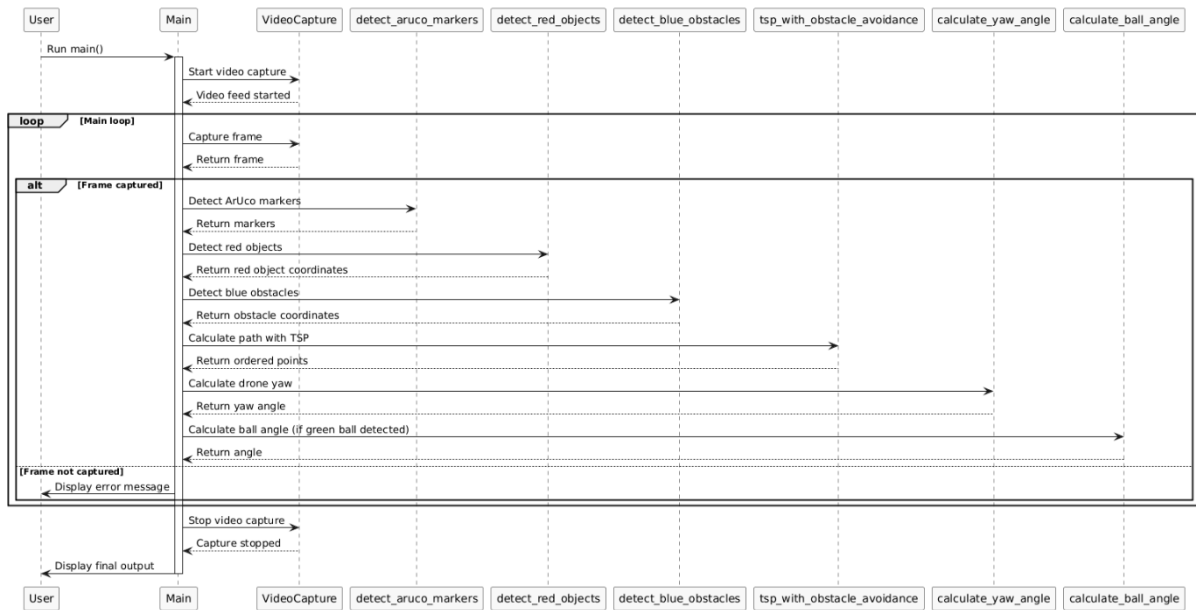 User Main VideoCapture detect_aruco_markers detect_red_objects detect_blue_obstacles tsp_with_obstacle_avoidance calculate_yaw_angle calculate_ball_angle
Run main()
Start video capture
Video feed started
loop [Main loop]
Capture frame
Return frame
alt [Frame captured]
Detect ArUco markers
Return markers
Detect red objects
Return red object coordinates
Detect blue obstacles
Return obstacle coordinates
Calculate path with TSP
Return ordered points
Calculate drone yaw
Return yaw angle
Calculate ball angle (if green ball detected)
Return angle
[Frame not captured]
Display error message
Stop video capture
Capture stopped
Display final output
User Main VideoCapture detect_aruco_markers detect_red_objects detect_blue_obstacles tsp_with_obstacle_avoidance calculate_yaw_angle calculate_ball_angle